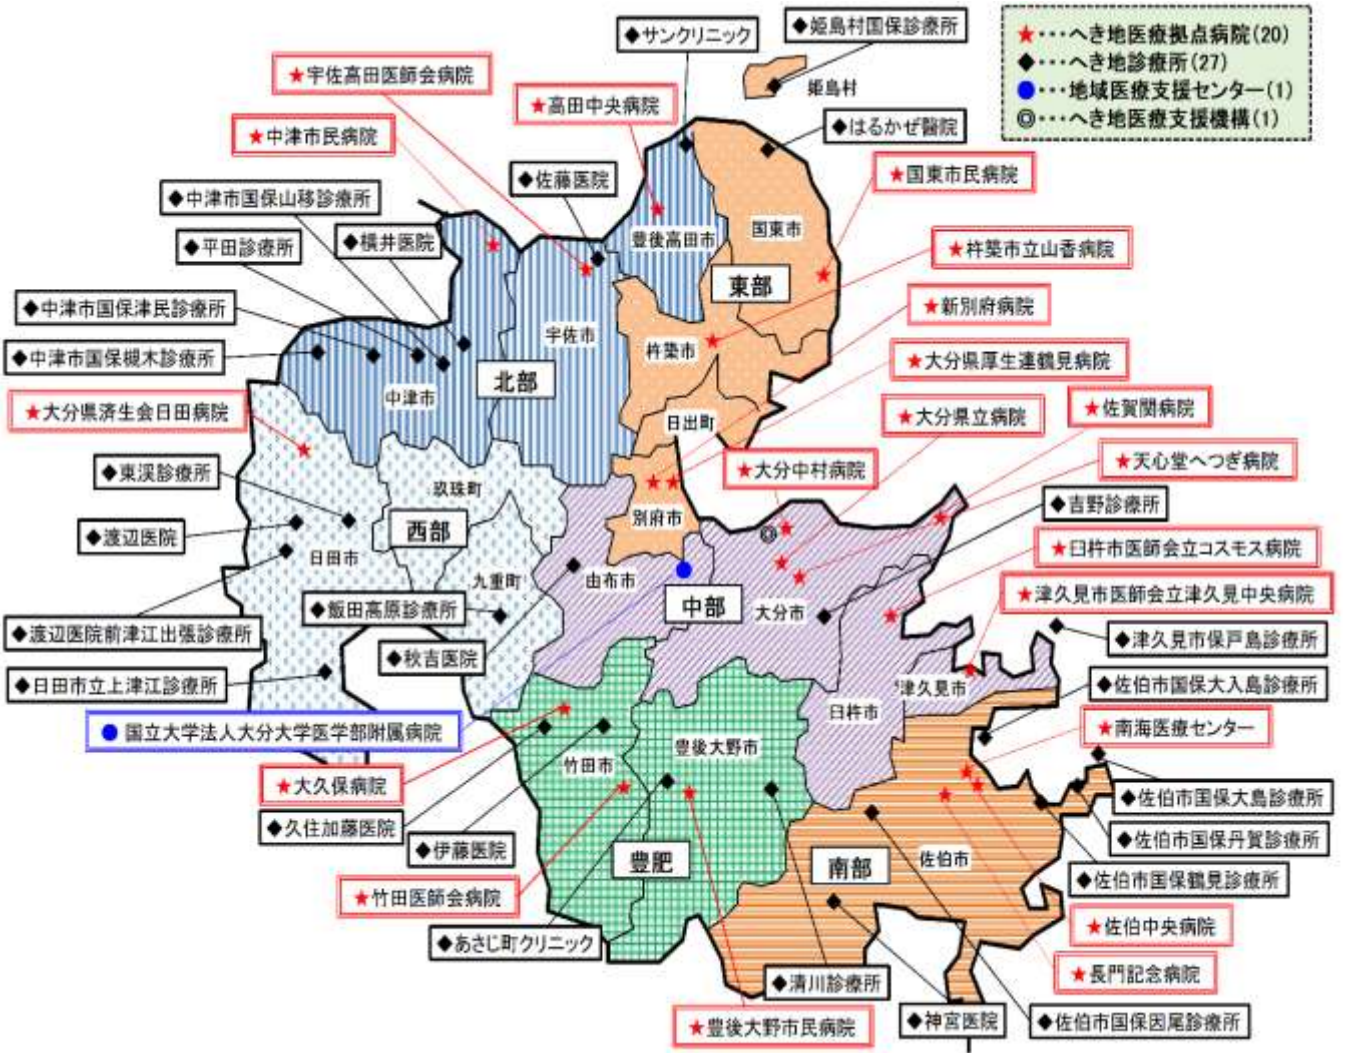 ★･･･へき地医療拠点病院(20)
◆･･･へき地診療所(27)
●･･･地域医療支援センター(1)
◎･･･へき地医療支援機構(1)
◆サンクリニック
◆姫島村国保診療所
姫島村
★宇佐高田医師会病院
★高田中央病院
◆はるかぜ醫院
★中津市民病院
★国東市民病院
◆佐藤医院
◆中津市国保山移診療所
◆横井医院
◆平田診療所
豊後高田市
国東市
★杵築市立山香病院
東部
◆中津市国保津民診療所
★新別府病院
宇佐市
杵築市
◆中津市国保槻木診療所
★大分県厚生連鶴見病院
北部
中津市
★大分県済生会日田病院
日出町
★大分県立病院
★佐賀関病院
★大分中村病院
★天心堂へつぎ病院
◆東渓診療所
玖珠町
◆吉野診療所
◆渡辺医院
西部
別府市
日田市
★臼杵市医師会立コスモス病院
九重町
由布市
中部
大分市
★津久見市医師会立津久見中央病院
◆飯田高原診療所
◆渡辺医院前津江出張診療所
◆秋吉医院
◆津久見市保戸島診療所
◆日田市立上津江診療所
津久見市
◆佐伯市国保大入島診療所
臼杵市
● 国立大学法人大分大学医学部附属病院
★南海医療センター
豊後大野市
竹田市
★大久保病院
◆佐伯市国保大島診療所
◆久住加藤医院
◆佐伯市国保丹賀診療所
◆伊藤医院
豊肥
南部
佐伯市
◆佐伯市国保鶴見診療所
★竹田医師会病院
★佐伯中央病院
◆あさじ町クリニック
★長門記念病院
◆清川診療所
★豊後大野市民病院
◆神宮医院
◆佐伯市国保因尾診療所